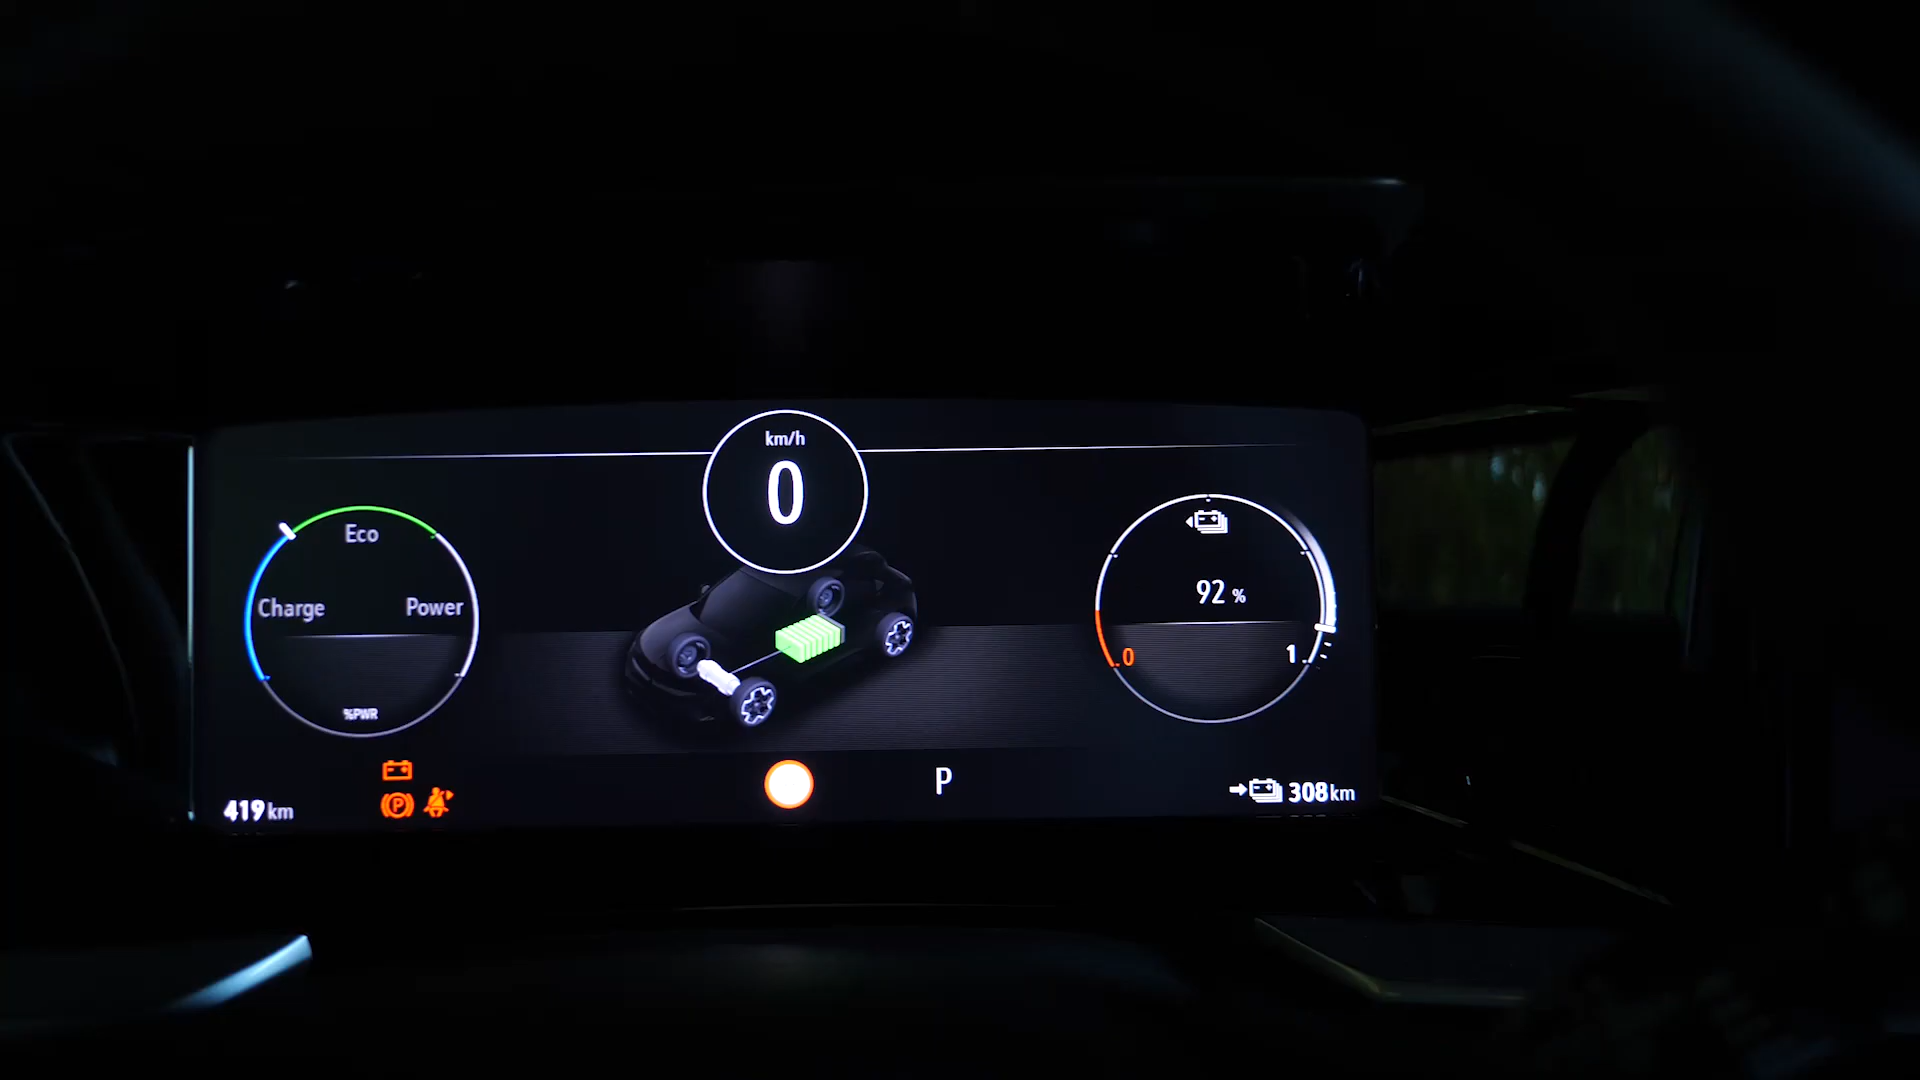 km/h
0
Eco
Charge Power
%PWR
92 %
0 1
419 km
P
P
308 km